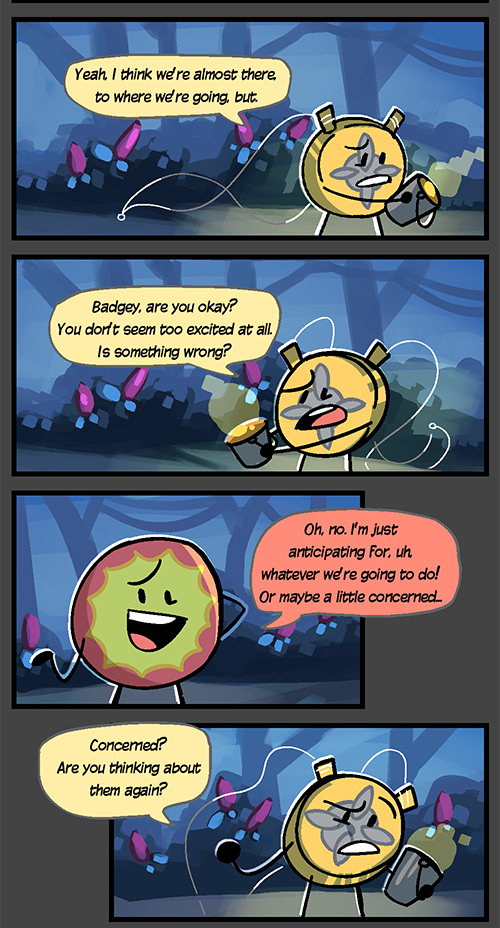 Yeah, I think we're almost there,
to where we're going, but.
Badgey, are you okay?
You don't seem too excited at all.
Is something wrong?
Oh, no. I'm just
anticipating For, uh,
whatever we're going to do!
Or maybe a little concerned...
Concerned?
Are you thinking about
them again?